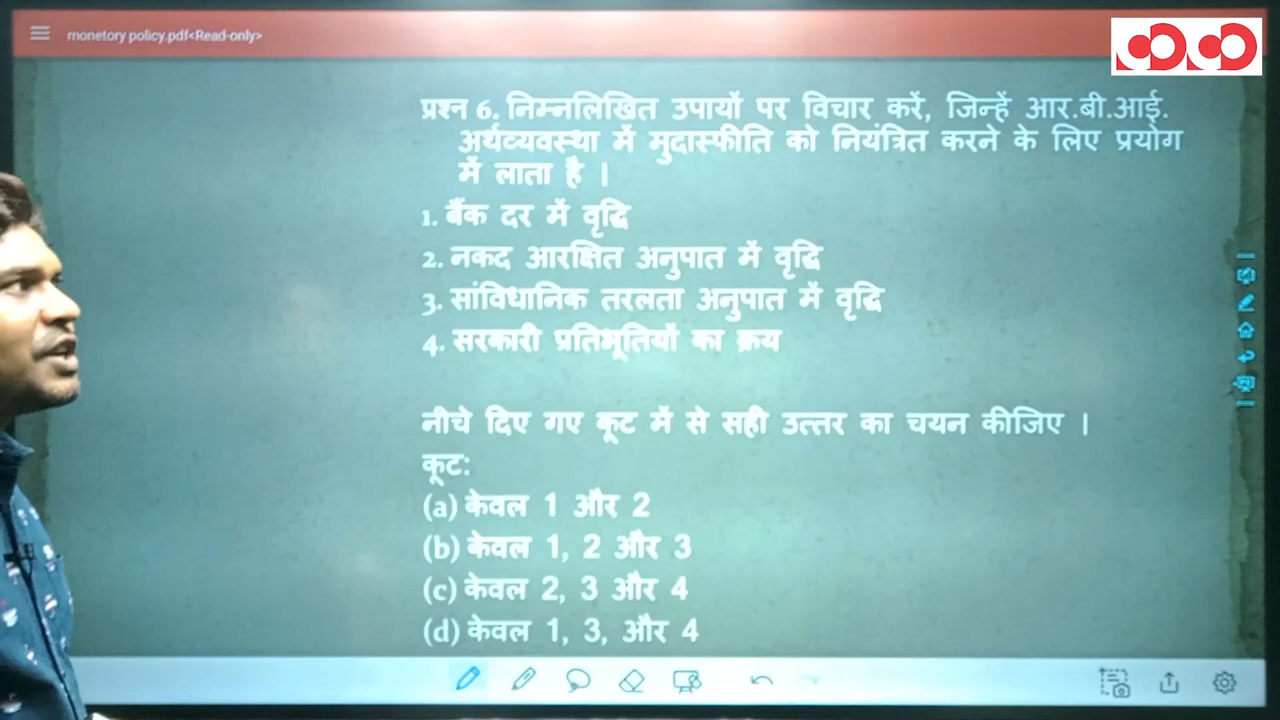 monetory policy.pdf<Read-only>
प्रश्न 6. निम्नलिखित उपायों पर विचार करें, जिन्हें आर.बी.आई.
अर्थव्यवस्था में मुदास्फीति को नियंत्रित करने के लिए प्रयोग
में लाता है ।
1. बैंक दर में वृद्धि
2. नकद आरक्षित अनुपात में वृद्धि
3. सांविधानिक तरलता अनुपात में वृद्धि
4. सरकारी प्रतिभूतियों का क्रय
नीचे दिए गए कूट में से सही उत्तर का चयन कीजिए ।
कूट:
(a) केवल 1 और 2
(b) केवल 1, 2 और 3
(c) केवल 2, 3 और 4
(d) केवल 1, 3, और 4